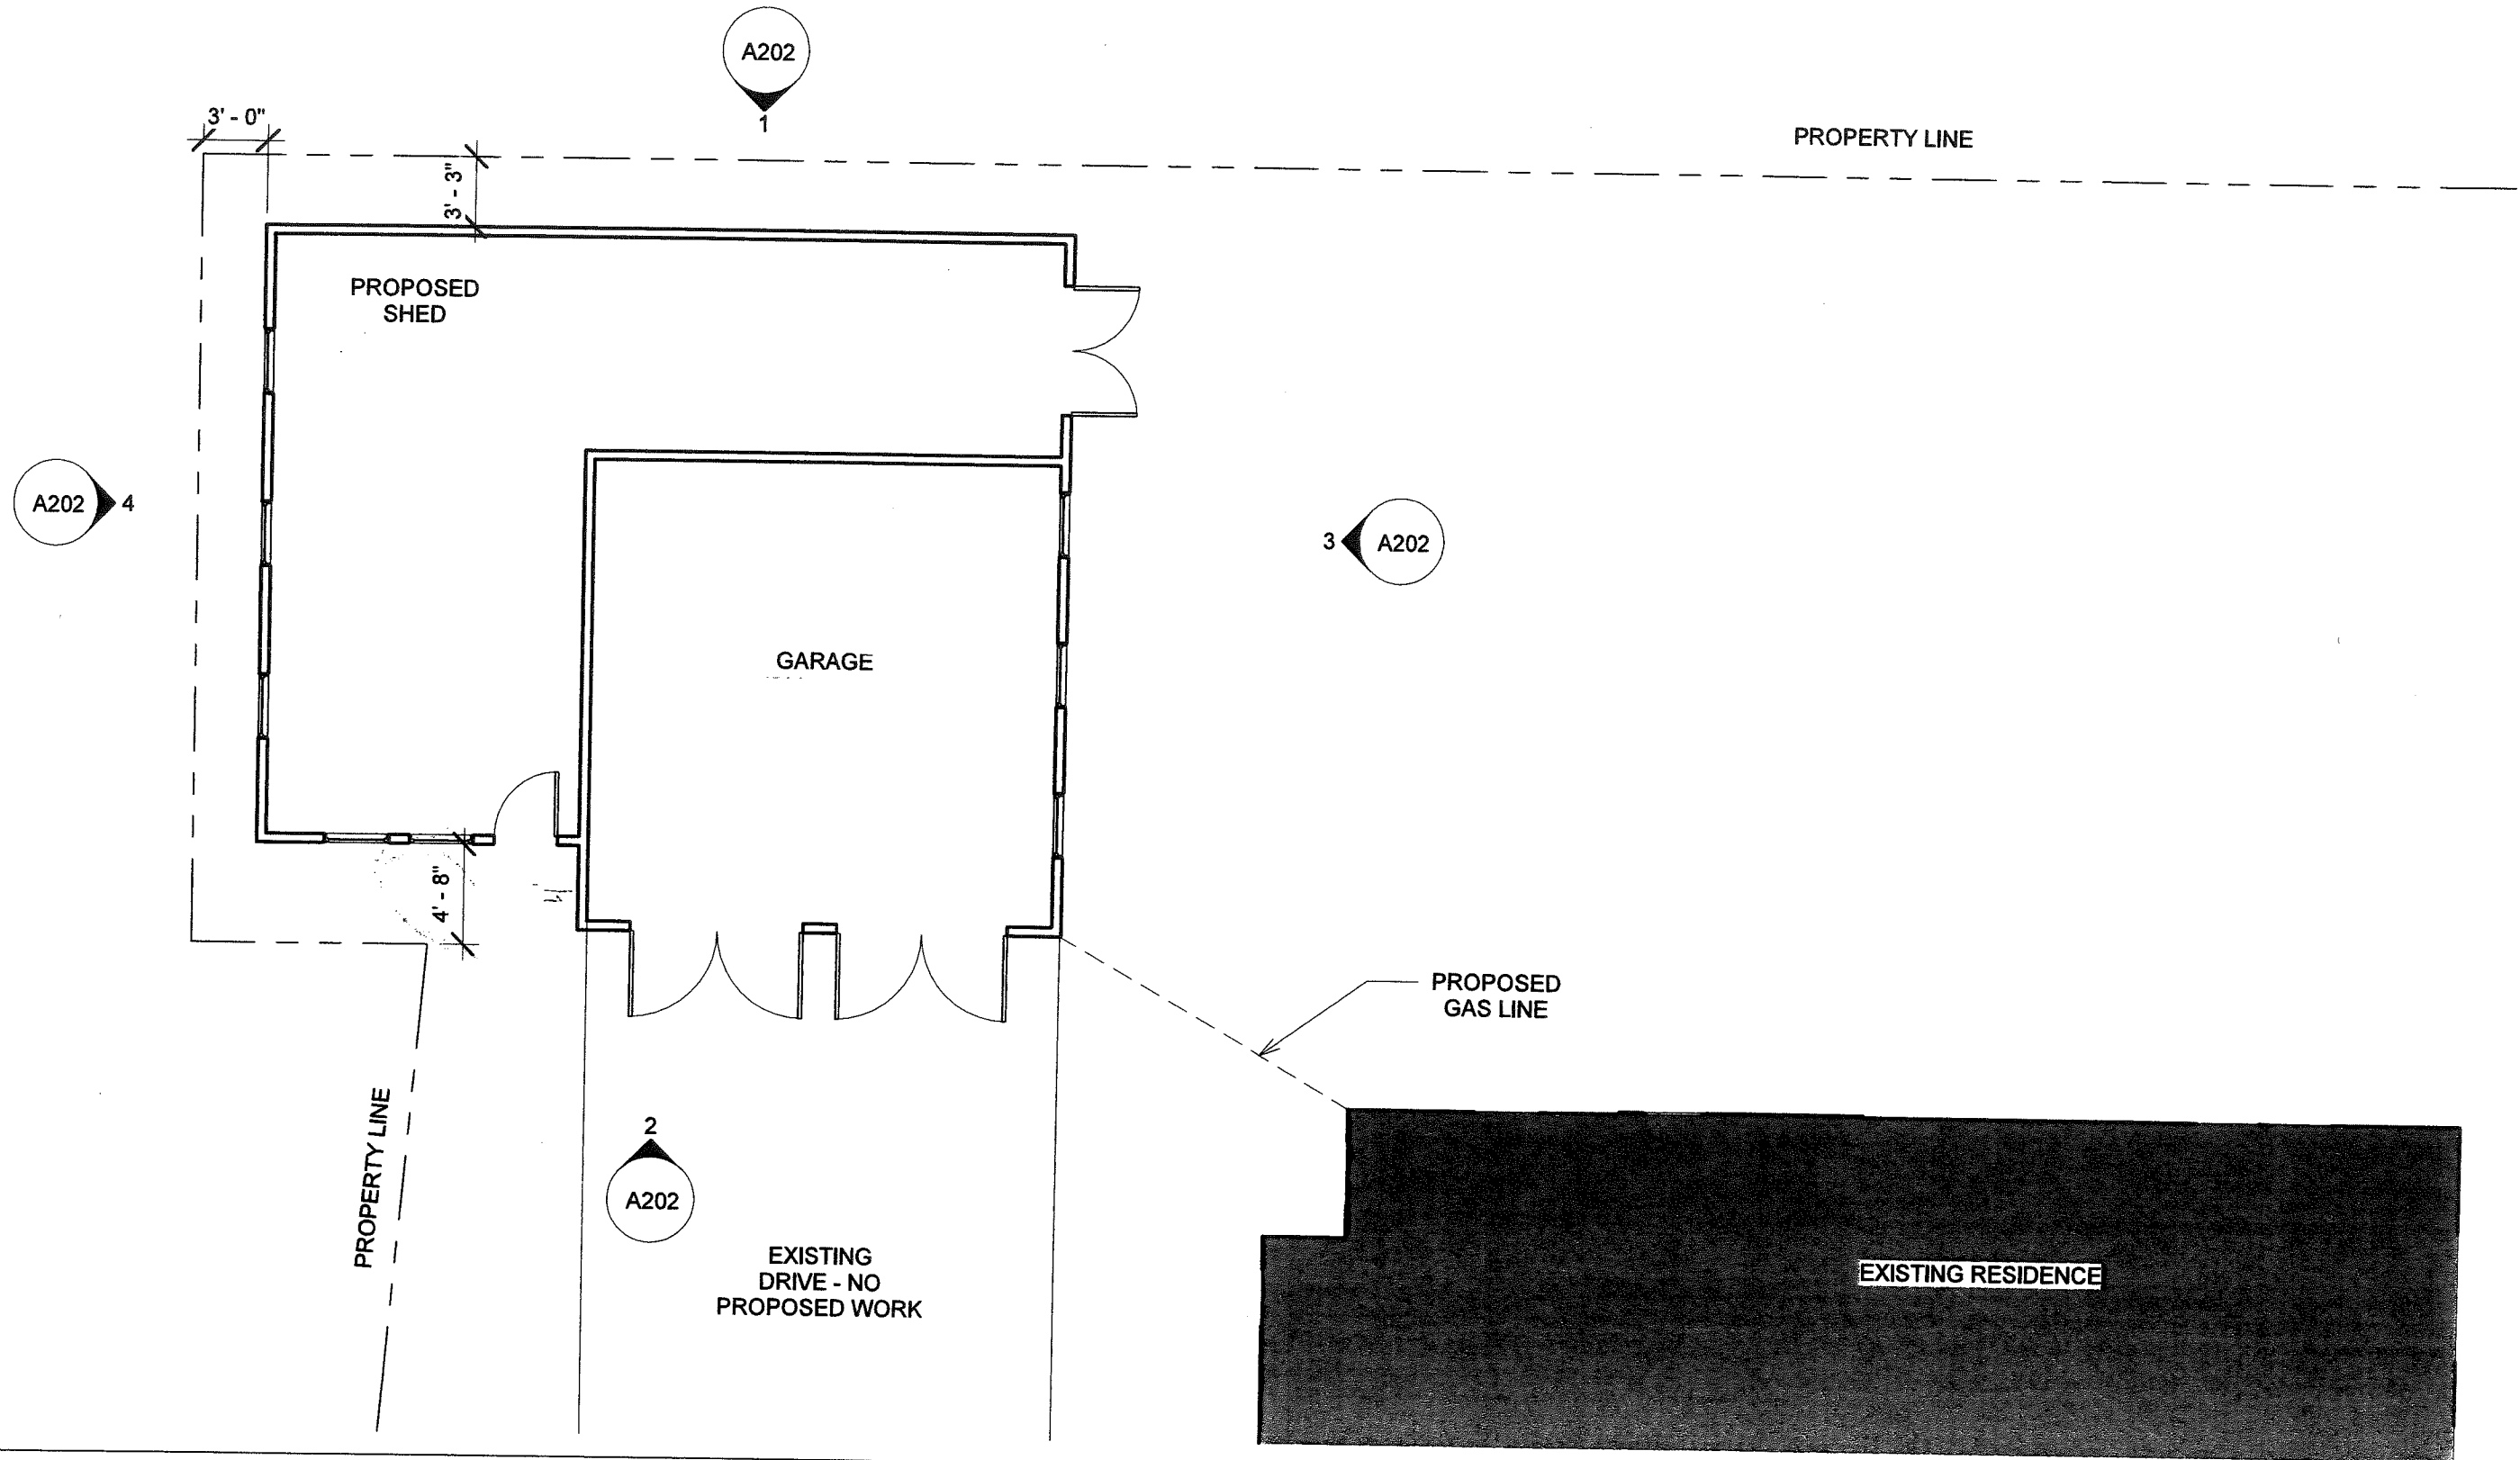 A202
1
3' - 0"
PROPERTY LINE
3' - 3"
PROPOSED
SHED
A202
4
3
A202
GARAGE
4' - 8"
PROPOSED
GAS LINE
PROPERTY LINE
2
A202
EXISTING
DRIVE - NO
PROPOSED WORK
EXISTING RESIDENCE